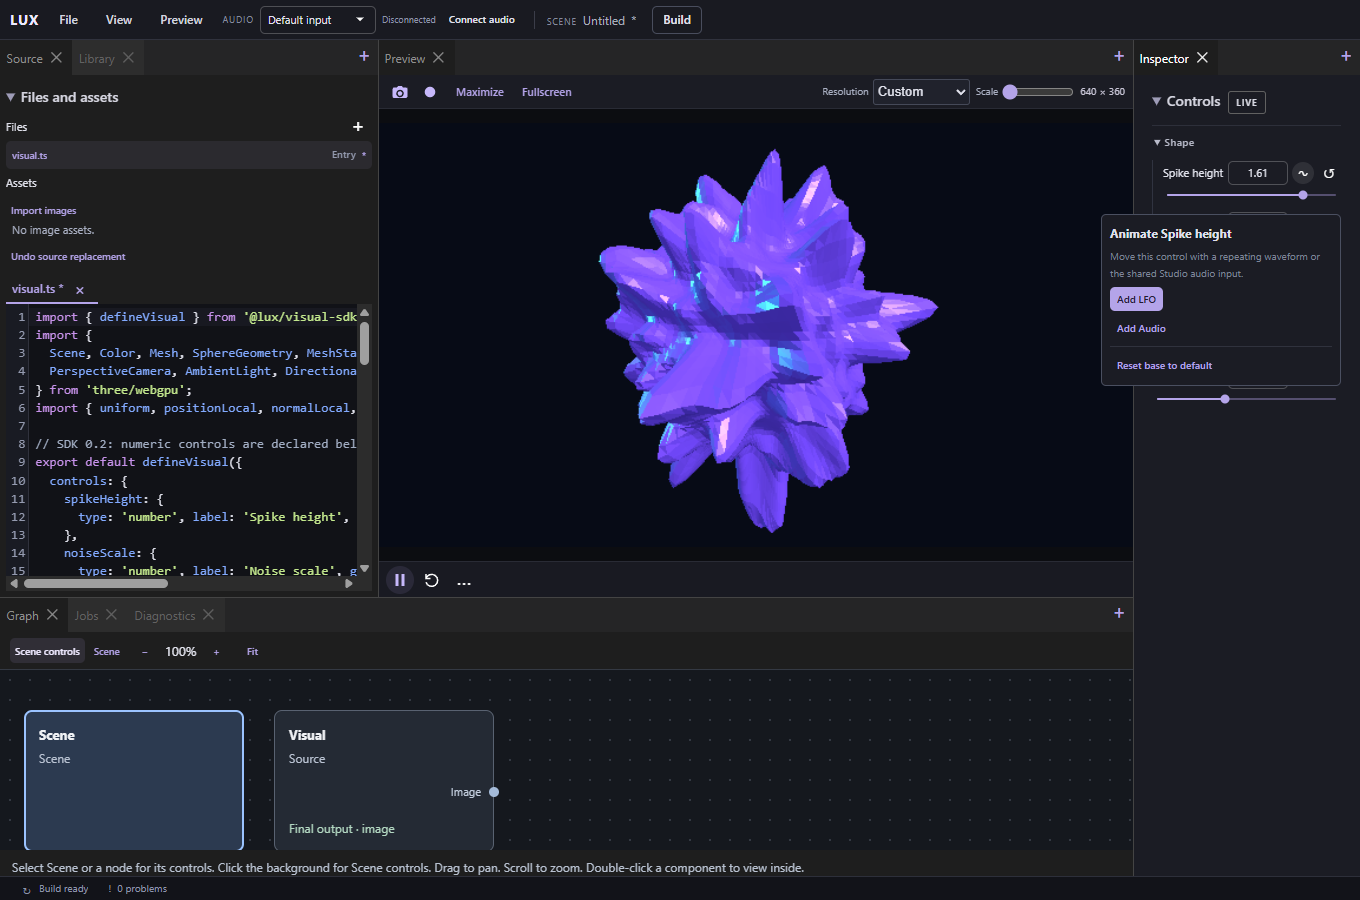 LUX File View Preview AUDIO Default input Disconnected Connect audio SCENE Untitled * Build
Source Library
Files and assets
Files
visual.ts Entry *
Assets
Import images
No image assets.
Undo source replacement
visual.ts *
1 import { defineVisual } from '@lux/visual-sdk
2 import {
3 Scene, Color, Mesh, SphereGeometry, MeshSta
4 PerspectiveCamera, AmbientLight, Directiona
5 } from 'three/webgpu';
6 import { uniform, positionLocal, normalLocal,
7
8 // SDK 0.2: numeric controls are declared bel
9 export default defineVisual({
10 controls: {
11 spikeHeight: {
12 type: 'number', label: 'Spike height',
13 },
14 noiseScale: {
15 type: 'number', label: 'Noise scale', g
Preview
Maximize Fullscreen Resolution Custom Scale 640 × 360
...
Inspector
Controls LIVE
Shape
Spike height 1.61
Animate Spike height
Move this control with a repeating waveform or
the shared Studio audio input.
Add LFO
Add Audio
Reset base to default
Graph Jobs Diagnostics
Scene controls Scene − 100% + Fit
Scene
Scene
Visual
Source
Image
Final output · image
Select Scene or a node for its controls. Click the background for Scene controls. Drag to pan. Scroll to zoom. Double-click a component to view inside.
Build ready ! 0 problems